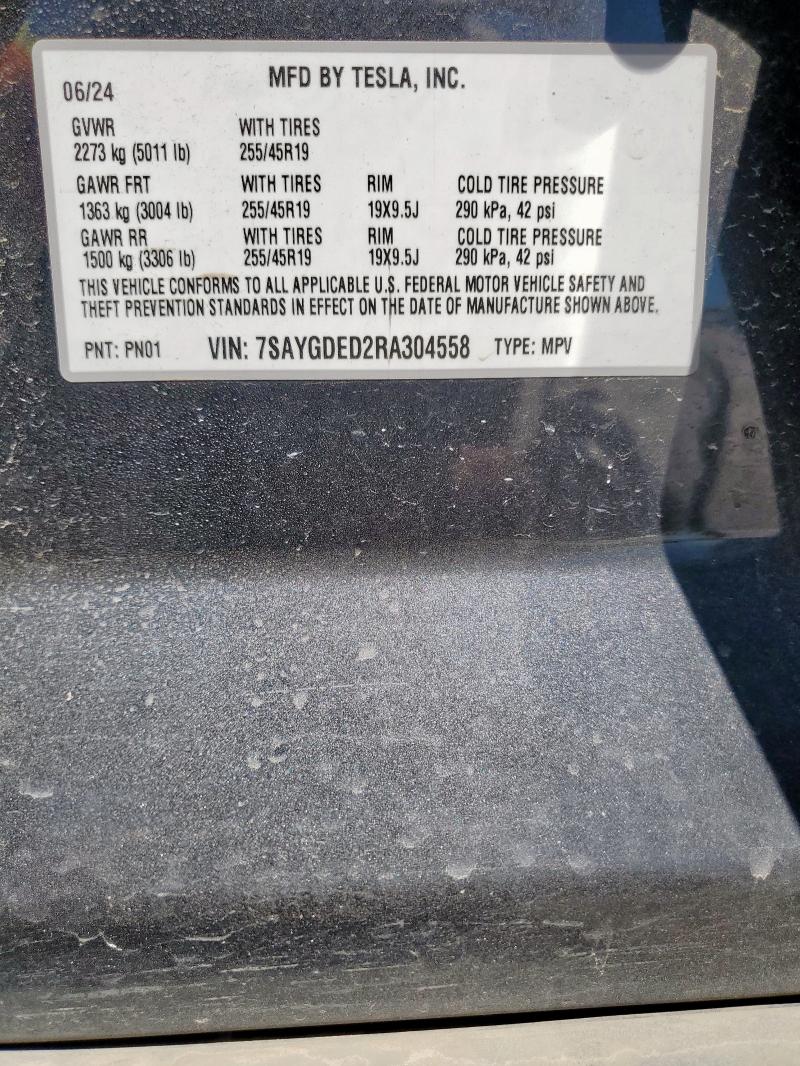 06/24 MFD BY TESLA, INC.
GVWR WITH TIRES
2273 kg (5011 lb) 255/45R19
GAWR FRT WITH TIRES RIM COLD TIRE PRESSURE
1363 kg (3004 lb) 255/45R19 19X9.5J 290 kPa, 42 psi
GAWR RR WITH TIRES RIM COLD TIRE PRESSURE
1500 kg (3306 lb) 255/45R19 19X9.5J 290 kPa, 42 psi
THIS VEHICLE CONFORMS TO ALL APPLICABLE U.S. FEDERAL MOTOR VEHICLE SAFETY AND
THEFT PREVENTION STANDARDS IN EFFECT ON THE DATE OF MANUFACTURE SHOWN ABOVE.
PNT: PN01 VIN: 7SAYGDED2RA304558 TYPE: MPV